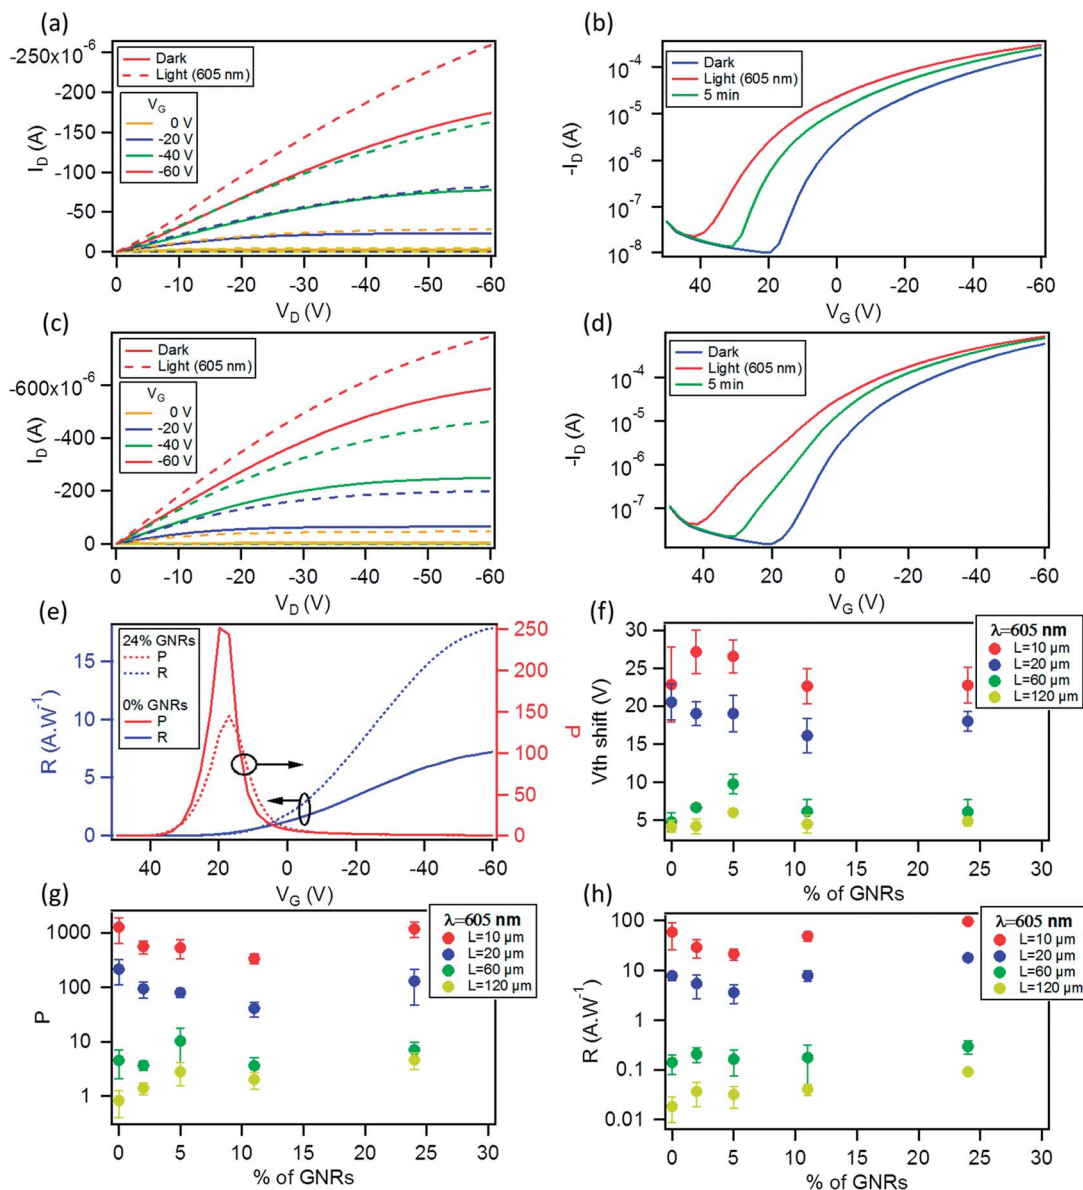 (a)
-250x10⁻⁶
-200
-150
-100
-50
0
I_D (A)
Dark
Light (605 nm)
V_G
0 V
-20 V
-40 V
-60 V
0 -10 -20 -30 -40 -50 -60
V_D (V)
(b)
10⁻⁴
10⁻⁵
10⁻⁶
10⁻⁷
10⁻⁸
-I_D (A)
Dark
Light (605 nm)
5 min
40 20 0 -20 -40 -60
V_G (V)
(c)
-600x10⁻⁶
-400
-200
0
I_D (A)
Dark
Light (605 nm)
V_G
0 V
-20 V
-40 V
-60 V
0 -10 -20 -30 -40 -50 -60
V_D (V)
(d)
10⁻⁴
10⁻⁵
10⁻⁶
10⁻⁷
-I_D (A)
Dark
Light (605 nm)
5 min
40 20 0 -20 -40 -60
V_G (V)
(e)
15
10
5
0
R (A.W⁻¹)
24% GNRs
P
R
0% GNRs
P
R
250
200
150
100
50
0
P
40 20 0 -20 -40 -60
V_G (V)
(f)
30
25
20
15
10
5
Vth shift (V)
λ=605 nm
L=10 µm
L=20 µm
L=60 µm
L=120 µm
0 5 10 15 20 25 30
% of GNRs
(g)
1000
100
10
1
P
λ=605 nm
L=10 µm
L=20 µm
L=60 µm
L=120 µm
0 5 10 15 20 25 30
% of GNRs
(h)
100
10
1
0.1
0.01
R (A.W⁻¹)
λ=605 nm
L=10 µm
L=20 µm
L=60 µm
L=120 µm
0 5 10 15 20 25 30
% of GNRs